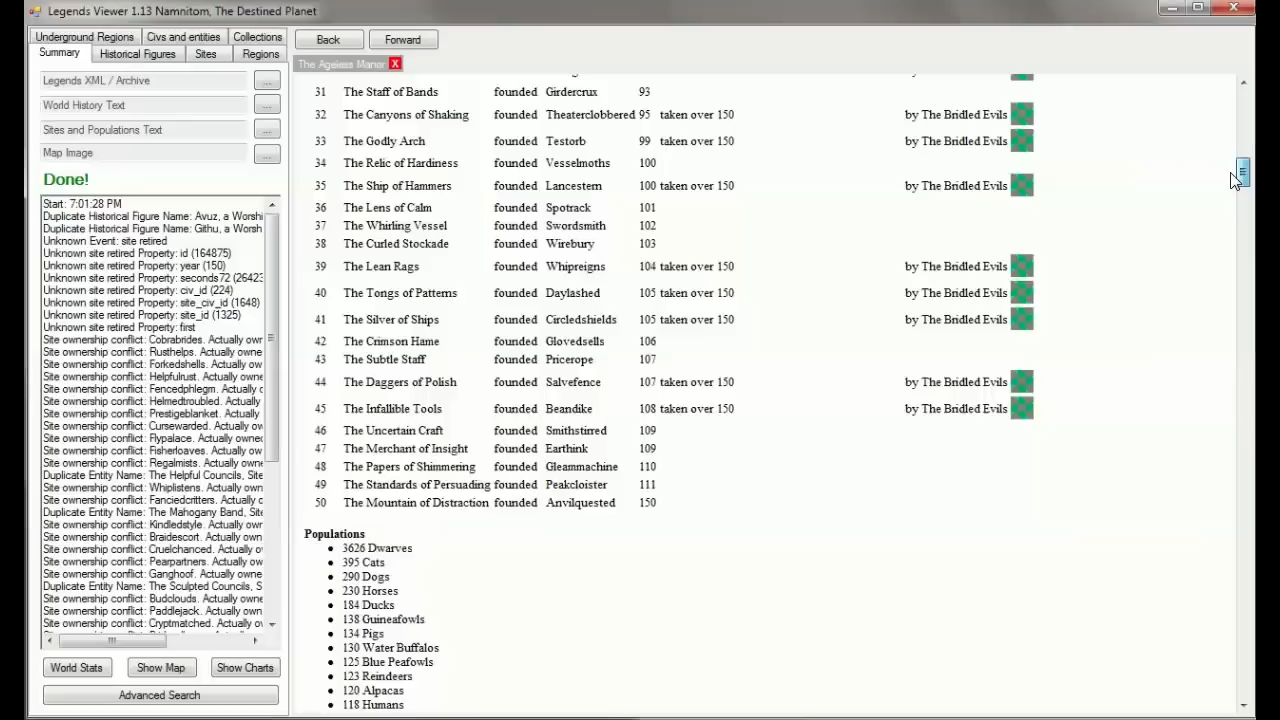 Legends Viewer 1.13 Namnitom, The Destined Planet
Underground Regions Civs and entities Collections
Summary Historical Figures Sites Regions
Legends XML / Archive ...
World History Text ...
Sites and Populations Text ...
Map Image ...
Done!
Start: 7:01:28 PM
Duplicate Historical Figure Name: Avuz, a Worshi
Duplicate Historical Figure Name: Githu, a Worsh
Unknown Event: site retired
Unknown site retired Property: id (164875)
Unknown site retired Property: year (150)
Unknown site retired Property: seconds72 (26423
Unknown site retired Property: civ_id (224)
Unknown site retired Property: site_civ_id (1648)
Unknown site retired Property: site_id (1325)
Unknown site retired Property: first
Site ownership conflict: Cobrabrides. Actually ow
Site ownership conflict: Rusthelps. Actually owne
Site ownership conflict: Forkedshells. Actually ow
Site ownership conflict: Helpfulrust. Actually owne
Site ownership conflict: Fencedphlegm. Actually
Site ownership conflict: Helmedtroubled. Actually
Site ownership conflict: Prestigeblanket. Actually
Site ownership conflict: Cursewarded. Actually o
Site ownership conflict: Flypalace. Actually owne
Site ownership conflict: Fisherloaves. Actually ow
Site ownership conflict: Regalmists. Actually own
Duplicate Entity Name: The Helpful Councils, Site
Site ownership conflict: Whiplistens. Actually own
Site ownership conflict: Fanciedcritters. Actually o
Duplicate Entity Name: The Mahogany Band, Sit
Site ownership conflict: Kindledstyle. Actually ow
Site ownership conflict: Braidescort. Actually own
Site ownership conflict: Cruelchanced. Actually o
Site ownership conflict: Pearpartners. Actually ow
Site ownership conflict: Ganghoof. Actually own
Duplicate Entity Name: The Sculpted Councils, S
Site ownership conflict: Budclouds. Actually owne
Site ownership conflict: Paddlejack. Actually own
Site ownership conflict: Cryptmatched. Actually o
World Stats Show Map Show Charts
Advanced Search
Back Forward
The Ageless Manor X
31 The Staff of Bands founded Girdercrux 93
32 The Canyons of Shaking founded Theaterclobbered 95 taken over 150 by The Bridled Evils
33 The Godly Arch founded Testorb 99 taken over 150 by The Bridled Evils
34 The Relic of Hardiness founded Vesselmoths 100
35 The Ship of Hammers founded Lancestern 100 taken over 150 by The Bridled Evils
36 The Lens of Calm founded Spotrack 101
37 The Whirling Vessel founded Swordsmith 102
38 The Curled Stockade founded Wirebury 103
39 The Lean Rags founded Whipreigns 104 taken over 150 by The Bridled Evils
40 The Tongs of Patterns founded Daylashed 105 taken over 150 by The Bridled Evils
41 The Silver of Ships founded Circledshields 105 taken over 150 by The Bridled Evils
42 The Crimson Hame founded Glovedsells 106
43 The Subtle Staff founded Pricerope 107
44 The Daggers of Polish founded Salvefence 107 taken over 150 by The Bridled Evils
45 The Infallible Tools founded Beandike 108 taken over 150 by The Bridled Evils
46 The Uncertain Craft founded Smithstirred 109
47 The Merchant of Insight founded Earthink 109
48 The Papers of Shimmering founded Gleammachine 110
49 The Standards of Persuading founded Peakcloister 111
50 The Mountain of Distraction founded Anvilquested 150
Populations
3626 Dwarves
395 Cats
290 Dogs
230 Horses
184 Ducks
138 Guineafowls
134 Pigs
130 Water Buffalos
125 Blue Peafowls
123 Reindeers
120 Alpacas
118 Humans